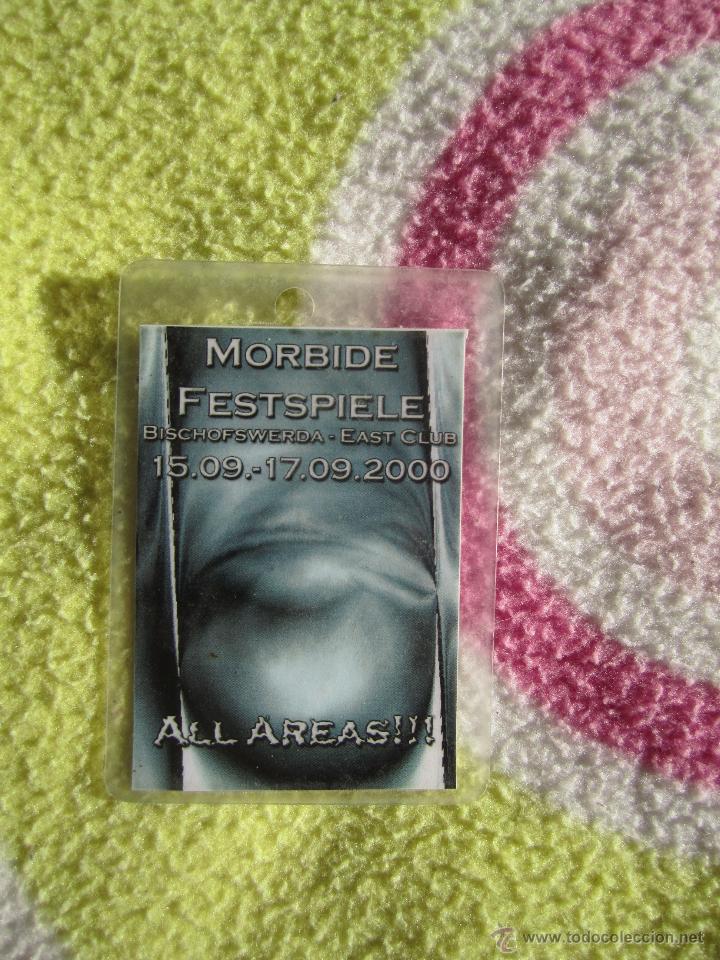 MORBIDE
FESTSPIELE
BISCHOFSWERDA - EAST CLUB
15.09.-17.09.2000
ALL AREAS!!!
© www.todocoleccion.net